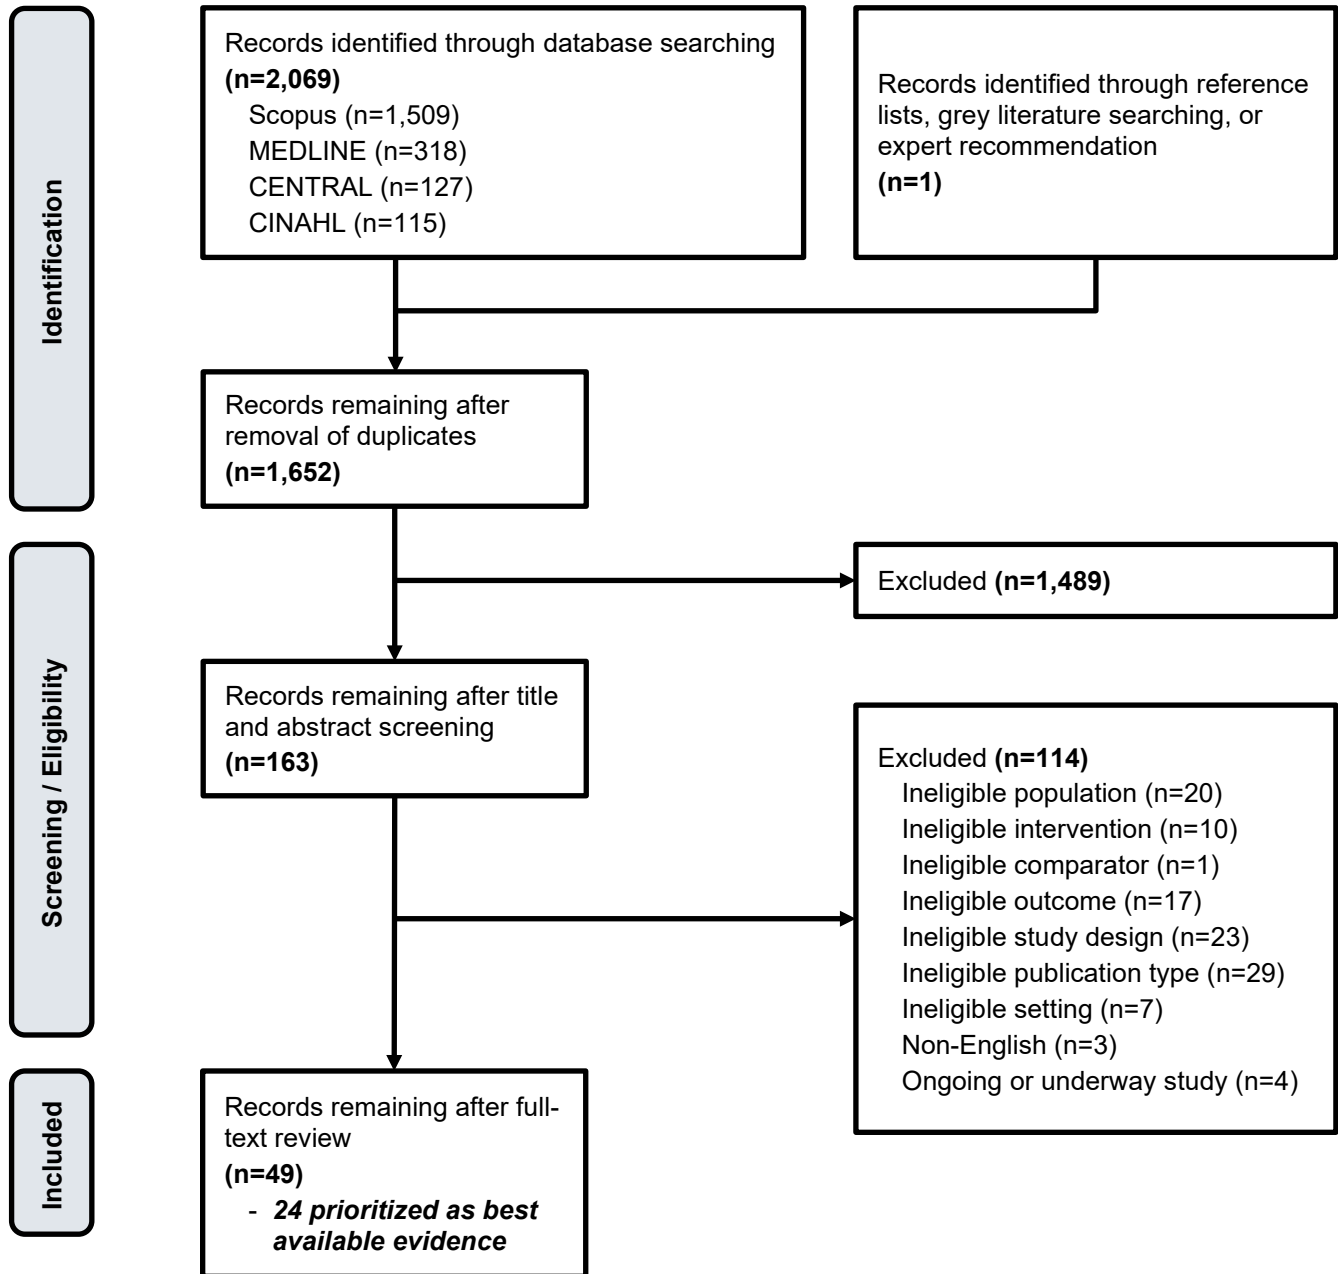 Identification
Records identified through database searching
(n=2,069)
Scopus (n=1,509)
MEDLINE (n=318)
CENTRAL (n=127)
CINAHL (n=115)
Records identified through reference
lists, grey literature searching, or
expert recommendation
(n=1)
Records remaining after
removal of duplicates
(n=1,652)
Screening / Eligibility
Excluded (n=1,489)
Records remaining after title
and abstract screening
(n=163)
Excluded (n=114)
Ineligible population (n=20)
Ineligible intervention (n=10)
Ineligible comparator (n=1)
Ineligible outcome (n=17)
Ineligible study design (n=23)
Ineligible publication type (n=29)
Ineligible setting (n=7)
Non-English (n=3)
Ongoing or underway study (n=4)
Included
Records remaining after full-
text review
(n=49)
- 24 prioritized as best
available evidence